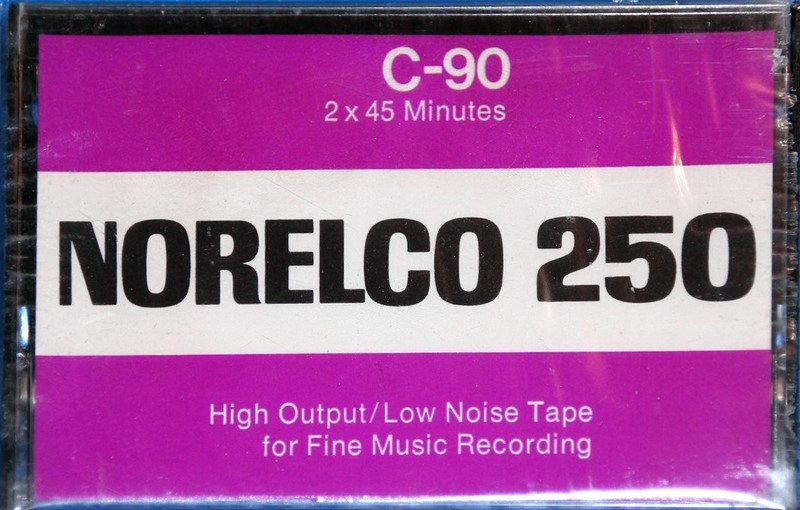 C-90
2 x 45 Minutes
NORELCO 250
High Output/Low Noise Tape
for Fine Music Recording